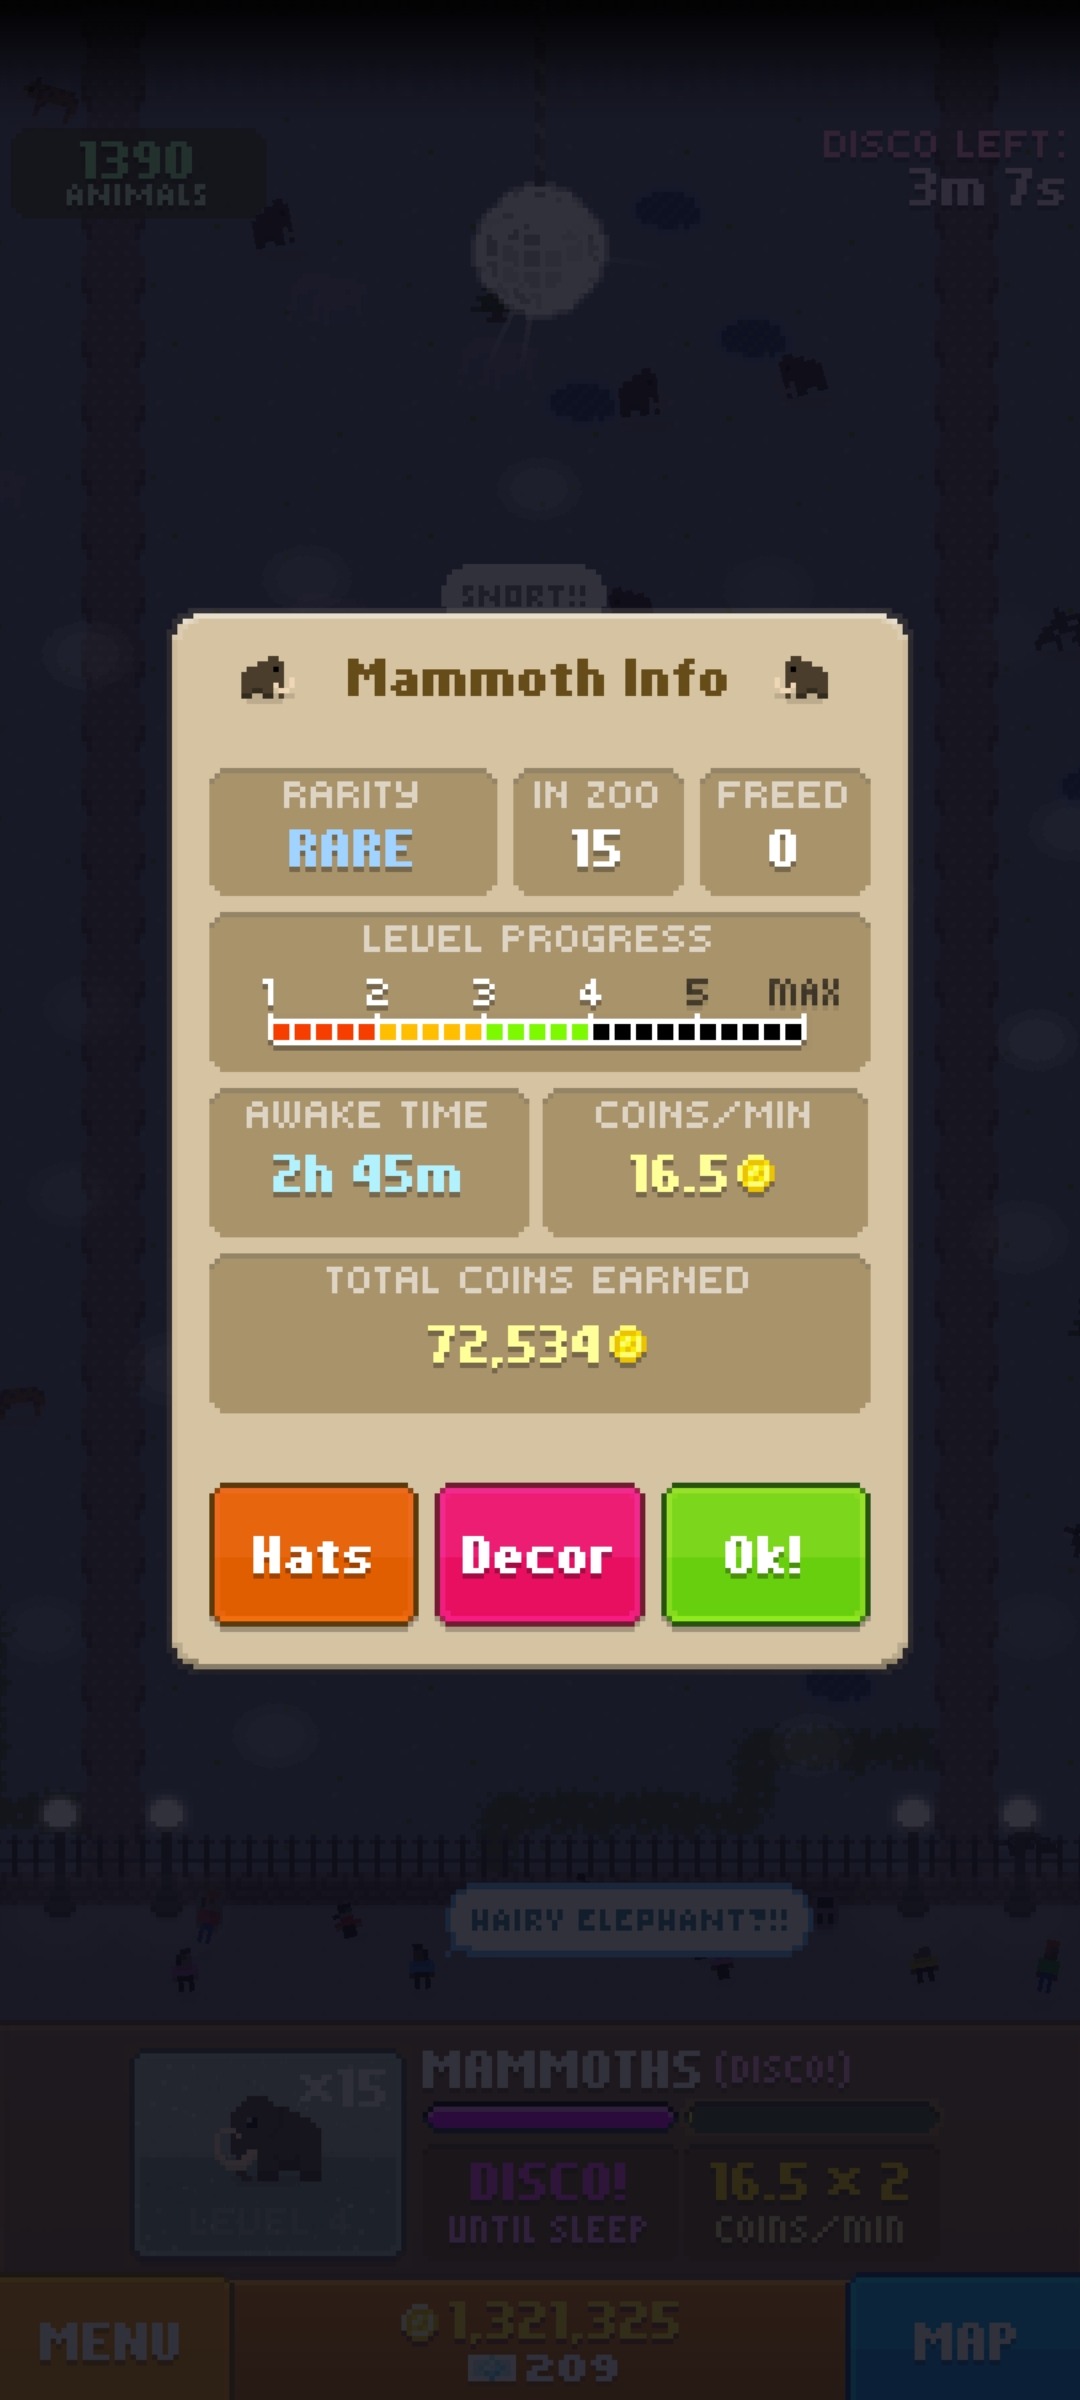 1390
ANIMALS
DISCO LEFT:
3m 7s
SNORT!!
Mammoth Info
RARITY
RARE
IN ZOO
15
FREED
0
LEVEL PROGRESS
1 2 3 4 5 MAX
AWAKE TIME
2h 45m
COINS/MIN
16.5
TOTAL COINS EARNED
72,534
Hats
Decor
Ok!
HAIRY ELEPHANT?!!
×15
LEVEL 4
MAMMOTHS (DISCO!)
DISCO!
UNTIL SLEEP
16.5 × 2
COINS/MIN
MENU
1,321,325
209
MAP